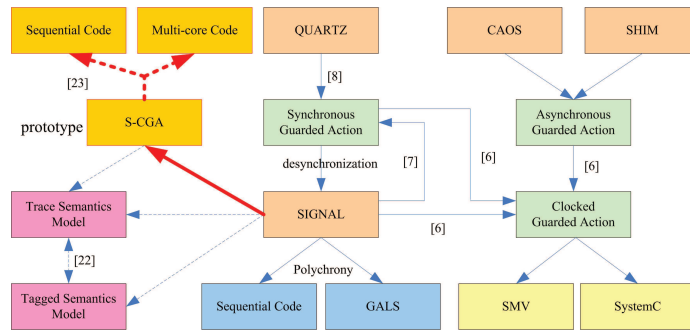 Sequential Code
Multi-core Code
QUARTZ
CAOS
SHIM
[23]
[8]
prototype
S-CGA
Synchronous
Guarded Action
Asynchronous
Guarded Action
desynchronization
[7]
[6]
[6]
Trace Semantics
Model
SIGNAL
[6]
Clocked
Guarded Action
[22]
Polychrony
Tagged Semantics
Model
Sequential Code
GALS
SMV
SystemC